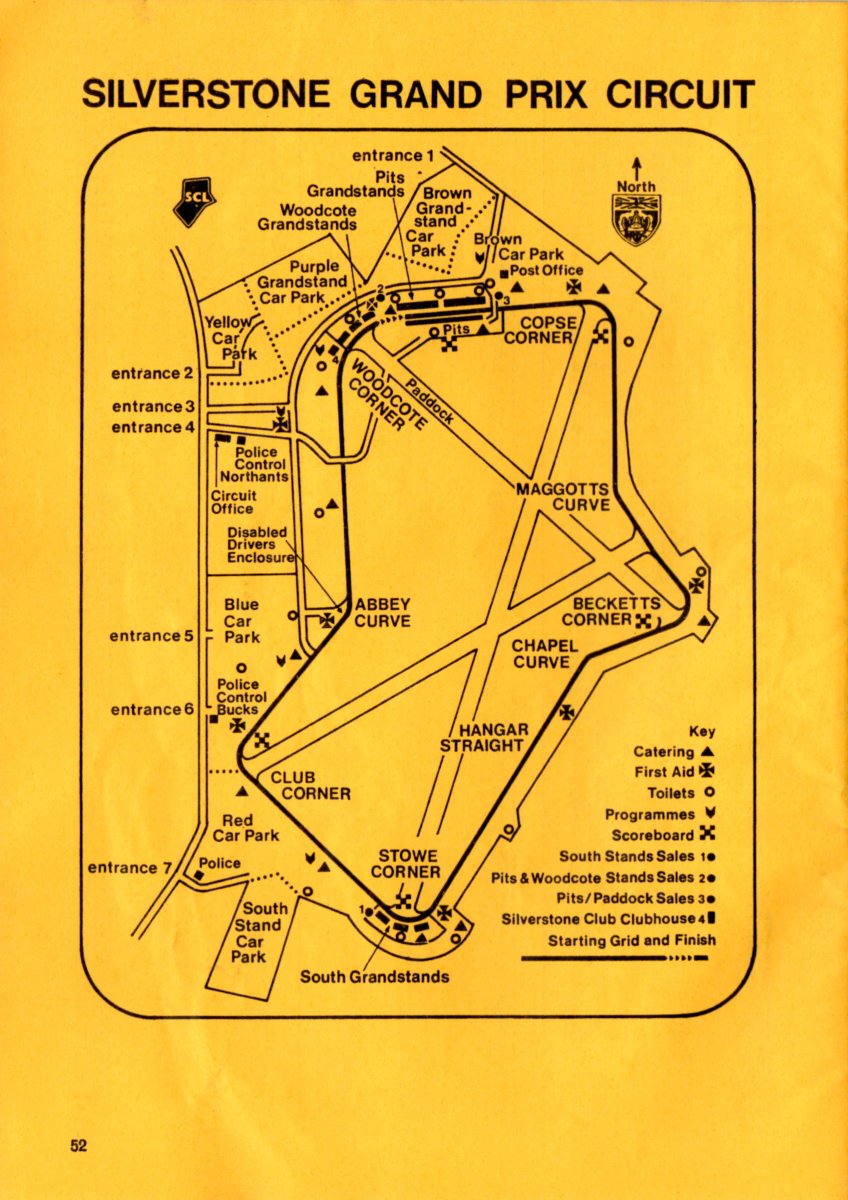 SILVERSTONE GRAND PRIX CIRCUIT
entrance 1
SCL
Pits
Grandstands
Woodcote
Grandstands
Brown
Grand-
stand
Car
Park
North
Brown
Car Park
Post Office
Purple
Grandstand
Car Park
2
3
Yellow
Car
Park
Pits
COPSE
CORNER
4
entrance 2
WOODCOTE
CORNER
Paddock
entrance 3
entrance 4
Police
Control
Northants
Circuit
Office
MAGGOTTS
CURVE
Disabled
Drivers
Enclosure
Blue
Car
Park
ABBEY
CURVE
BECKETTS
CORNER
entrance 5
CHAPEL
CURVE
Police
Control
Bucks
entrance 6
HANGAR
STRAIGHT
CLUB
CORNER
Red
Car Park
STOWE
CORNER
entrance 7
Police
1
South
Stand
Car
Park
South Grandstands
Key
Catering
First Aid
Toilets
Programmes
Scoreboard
South Stands Sales 1
Pits & Woodcote Stands Sales 2
Pits/Paddock Sales 3
Silverstone Club Clubhouse 4
Starting Grid and Finish
52